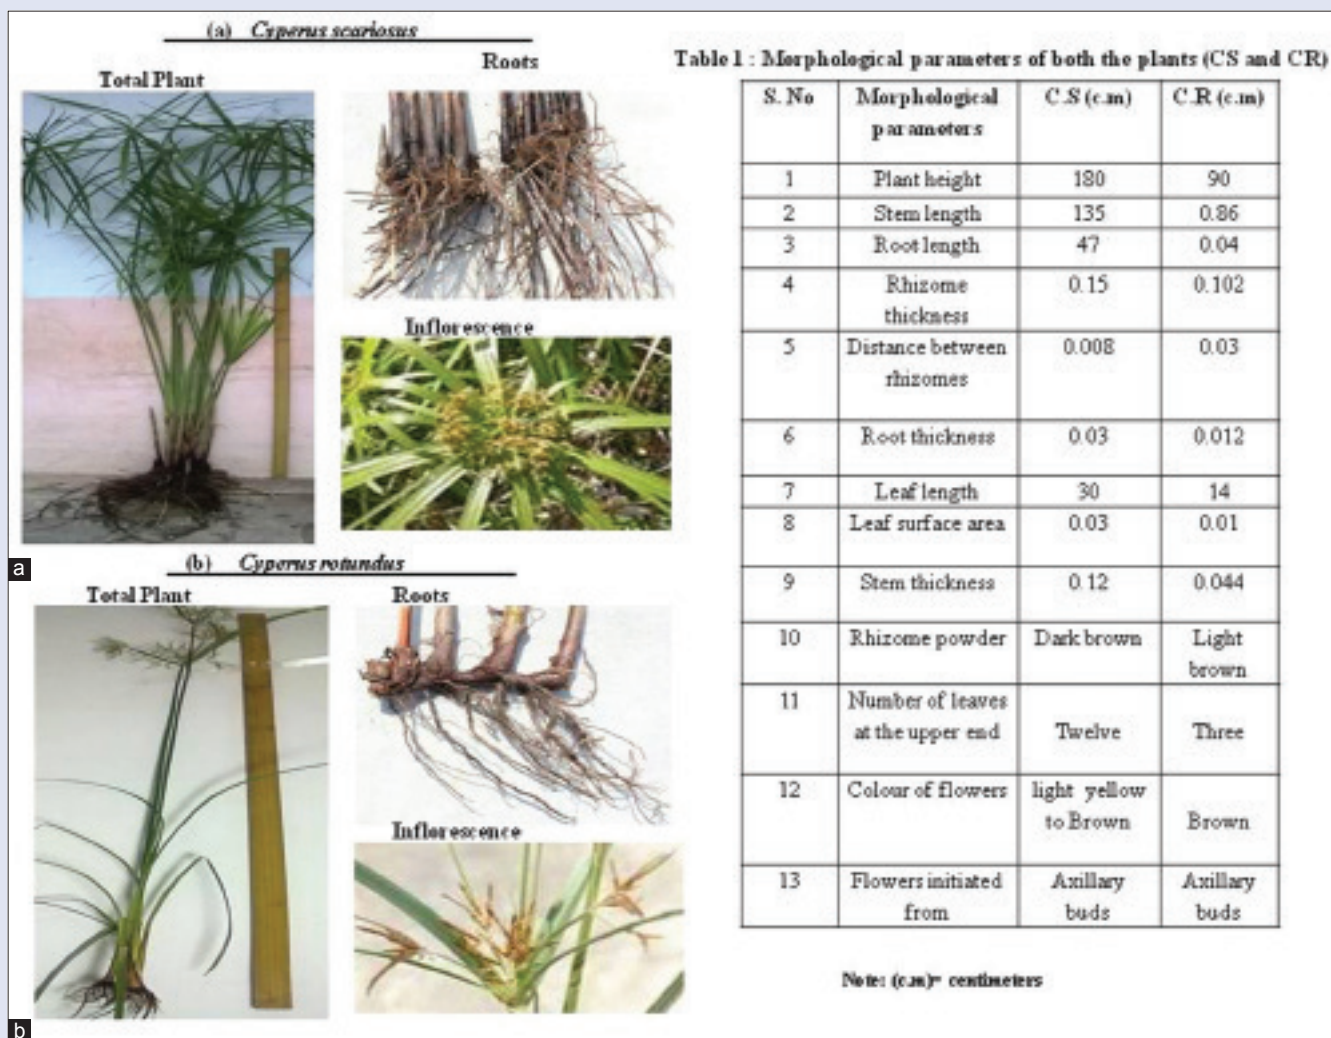 (a) Cyperus scariosus
Total Plant
Roots
Inflorescence
a
(b) Cyperus rotundus
Total Plant
Roots
Inflorescence
b
Table 1 : Morphological parameters of both the plants (CS and CR)
S. No Morphological parameters C.S (c.m) C.R (c.m)
1 Plant height 180 90
2 Stem length 135 0.86
3 Root length 47 0.04
4 Rhizome thickness 0.15 0.102
5 Distance between rhizomes 0.008 0.03
6 Root thickness 0.03 0.012
7 Leaf length 30 14
8 Leaf surface area 0.03 0.01
9 Stem thickness 0.12 0.044
10 Rhizome powder Dark brown Light brown
11 Number of leaves at the upper end Twelve Three
12 Colour of flowers light yellow to Brown Brown
13 Flowers initiated from Axillary buds Axillary buds
Note: (c.m)= centimeters